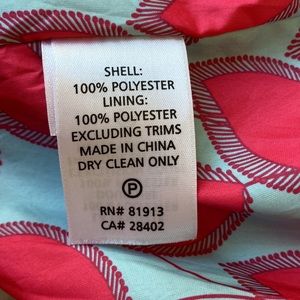 SHELL:
100% POLYESTER
LINING:
100% POLYESTER
EXCLUDING TRIMS
MADE IN CHINA
DRY CLEAN ONLY
P
RN# 81913
CA# 28402